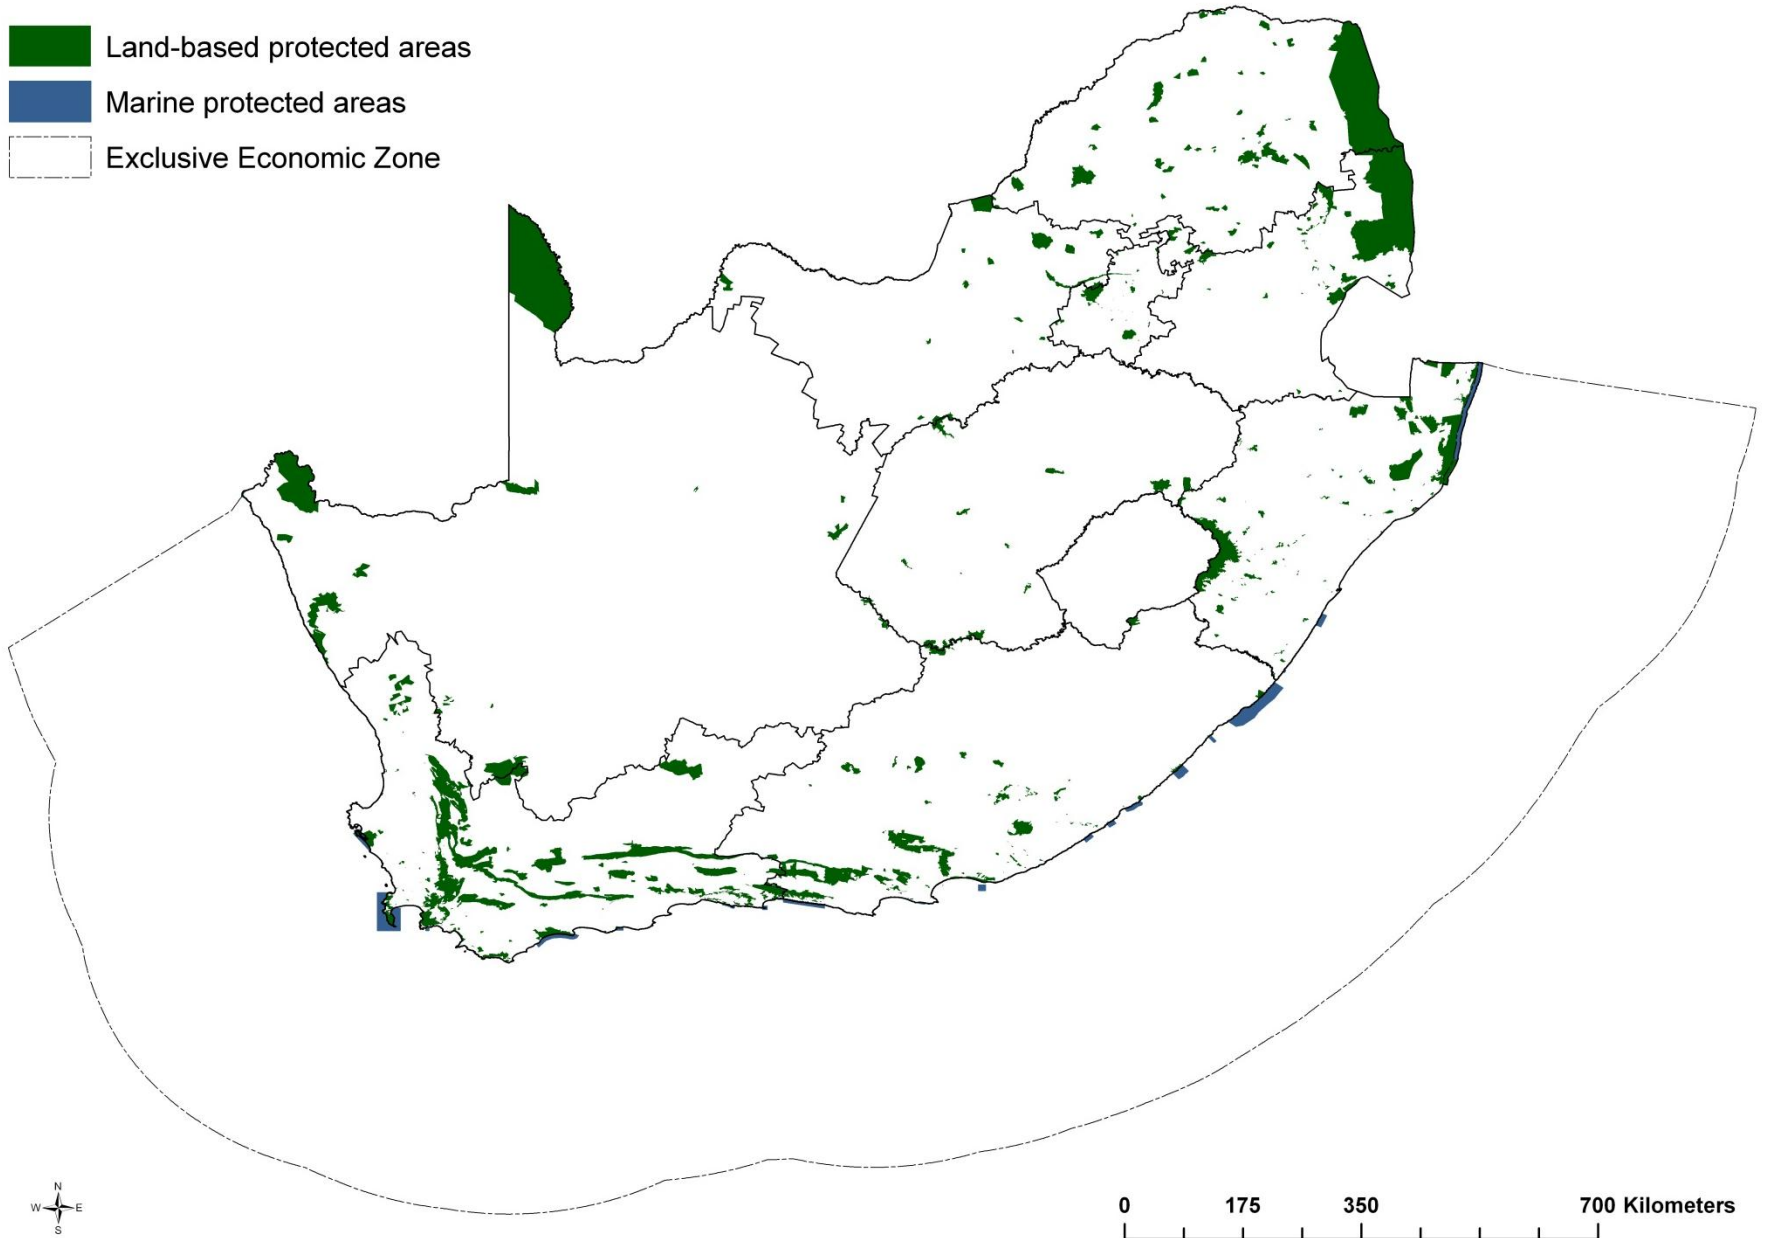 Land-based protected areas
Marine protected areas
Exclusive Economic Zone
N
W E
S
0 175 350 700 Kilometers